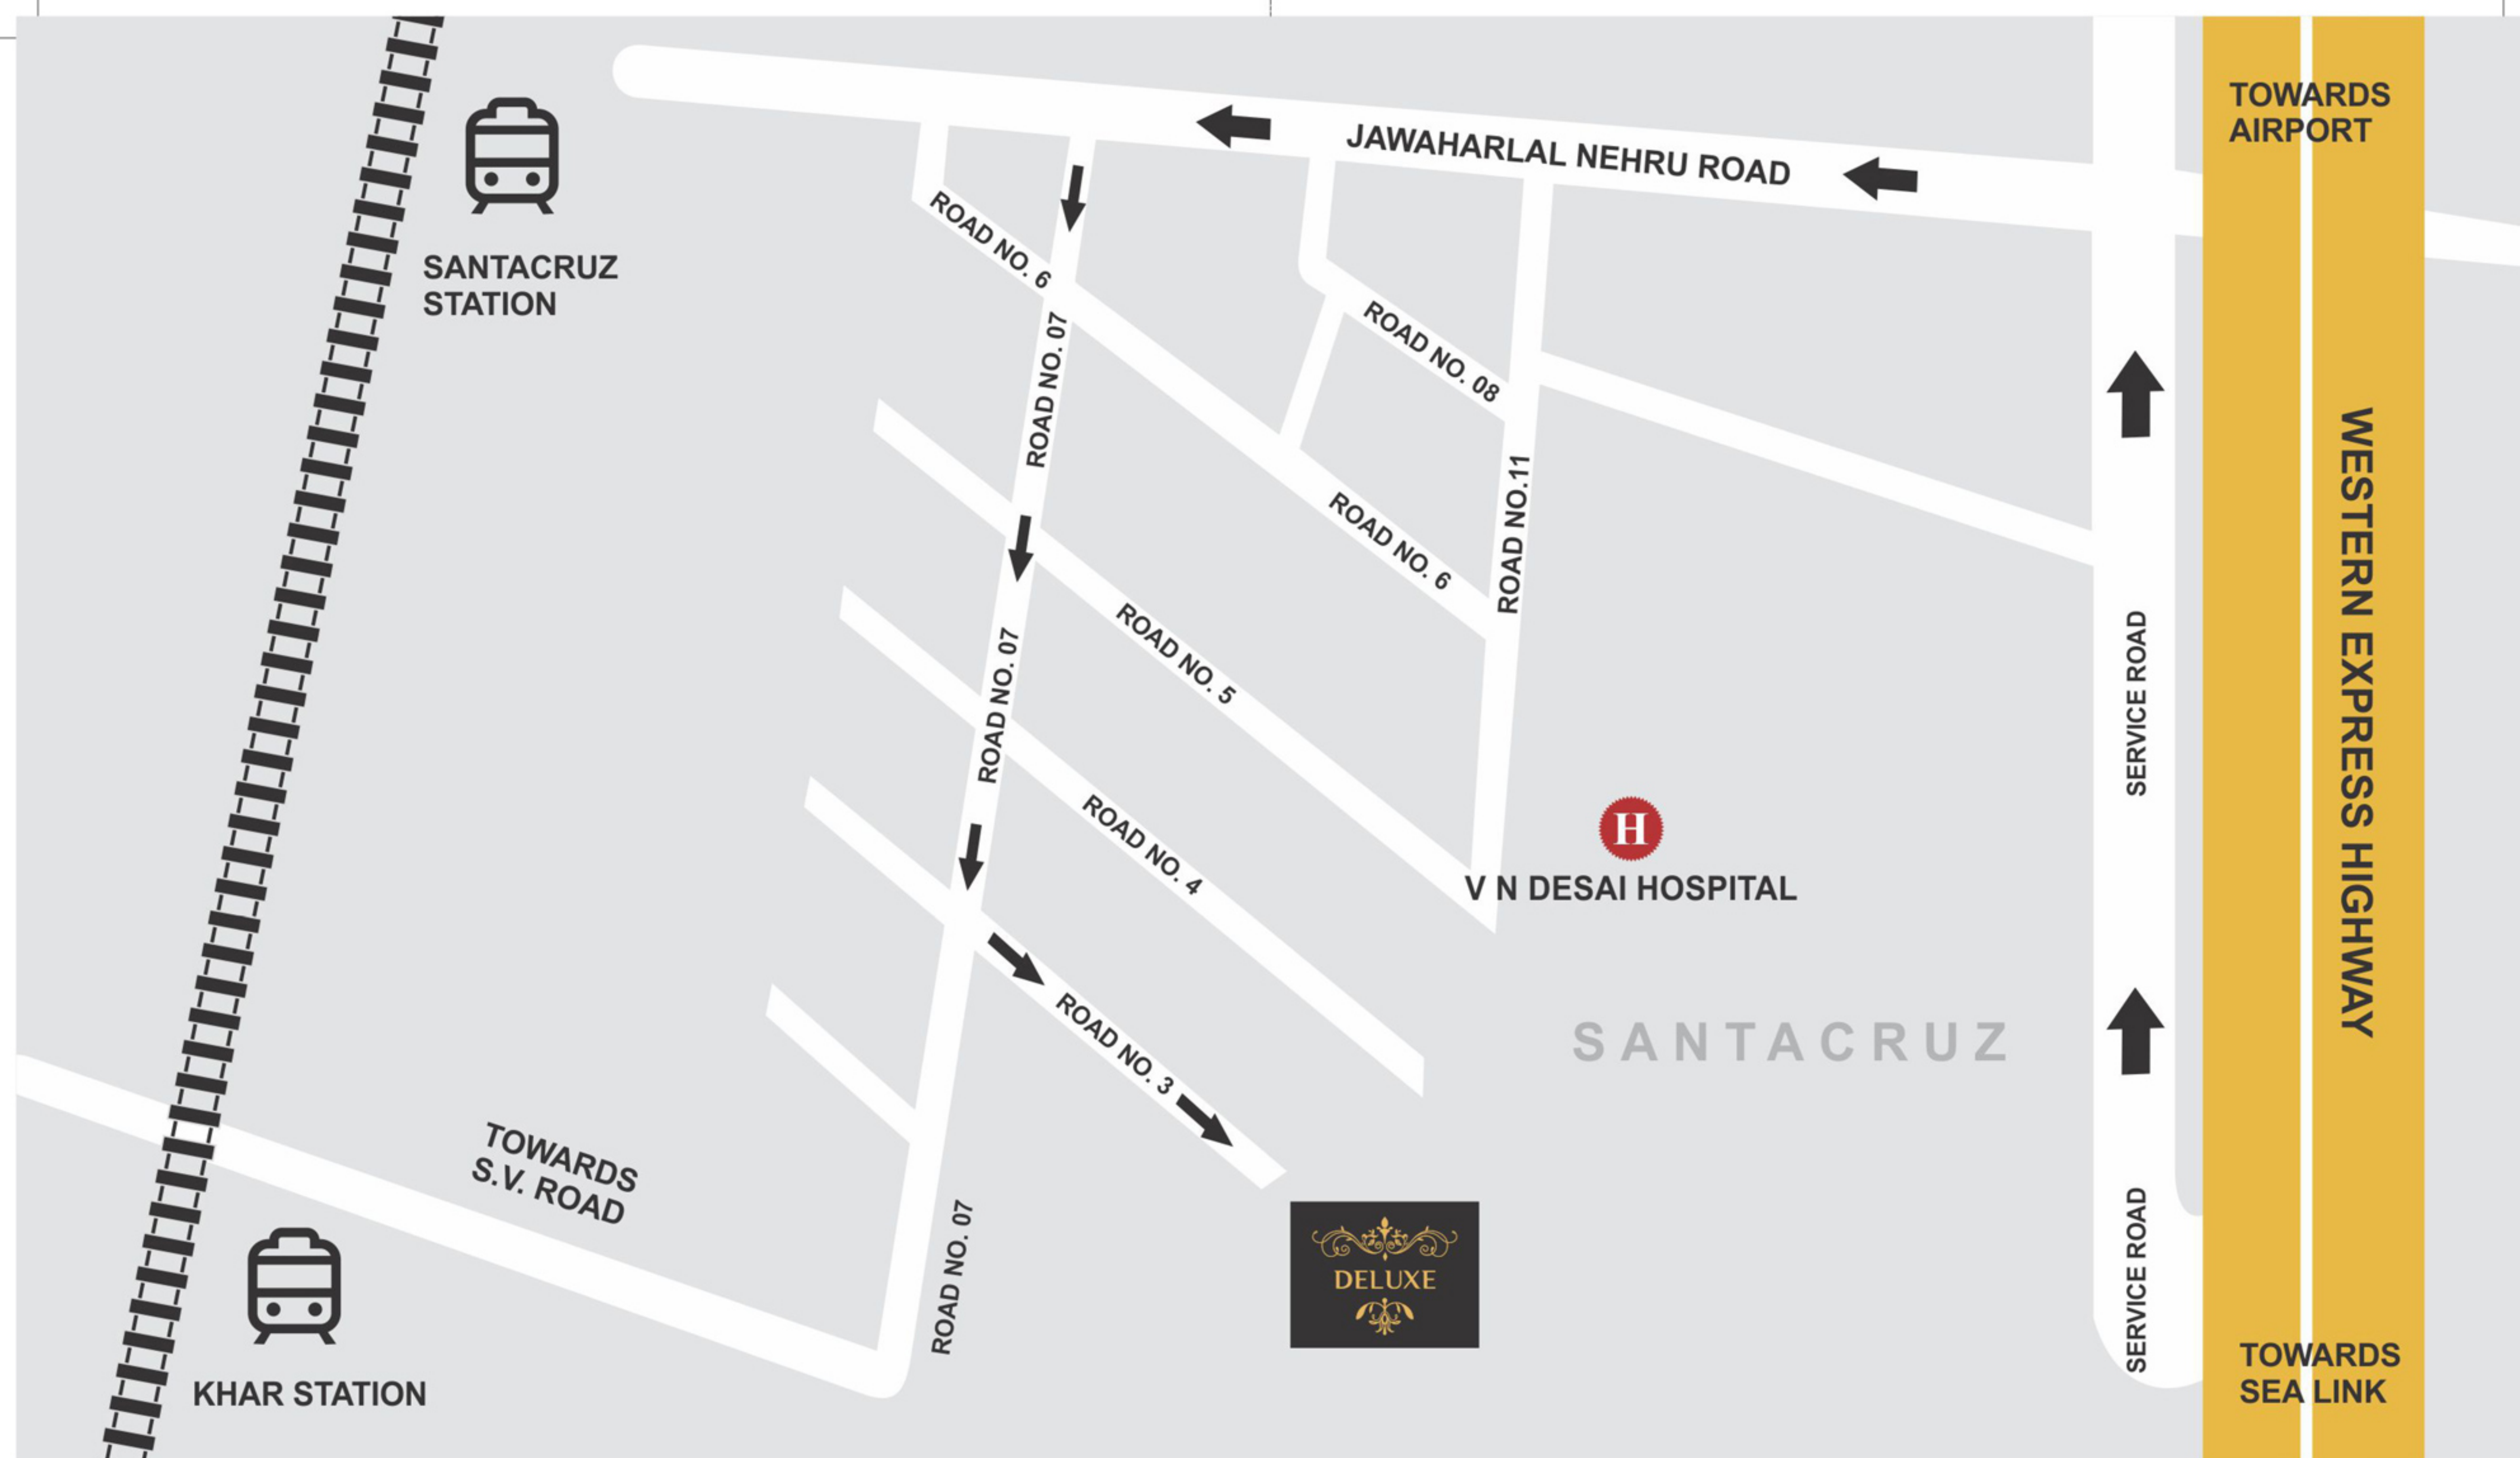 TOWARDS
AIRPORT
JAWAHARLAL NEHRU ROAD
SANTACRUZ
STATION
ROAD NO. 6
ROAD NO. 07
ROAD NO. 08
ROAD NO.11
ROAD NO. 6
ROAD NO. 5
ROAD NO. 07
ROAD NO. 4
H
V N DESAI HOSPITAL
SERVICE ROAD
WESTERN EXPRESS HIGHWAY
SANTACRUZ
ROAD NO. 3
TOWARDS
S.V. ROAD
ROAD NO. 07
DELUXE
SERVICE ROAD
KHAR STATION
TOWARDS
SEA LINK